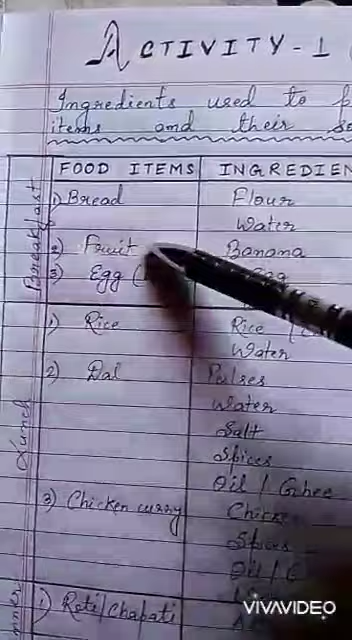 ACTIVITY-1
Ingredients used to
items and their
FOOD ITEMS INGREDIEN
Breakfast
1) Bread Flour
Water
2) Fruit Banana
3) Egg ( Egg
Lunch
1) Rice Rice
Water
2) Dal Pulses
Water
Salt
Spices
Oil / Ghee
3) Chicken curry Chicken
Spices
Oil / G
1) Roti/Chapati
VIVAVIDEO